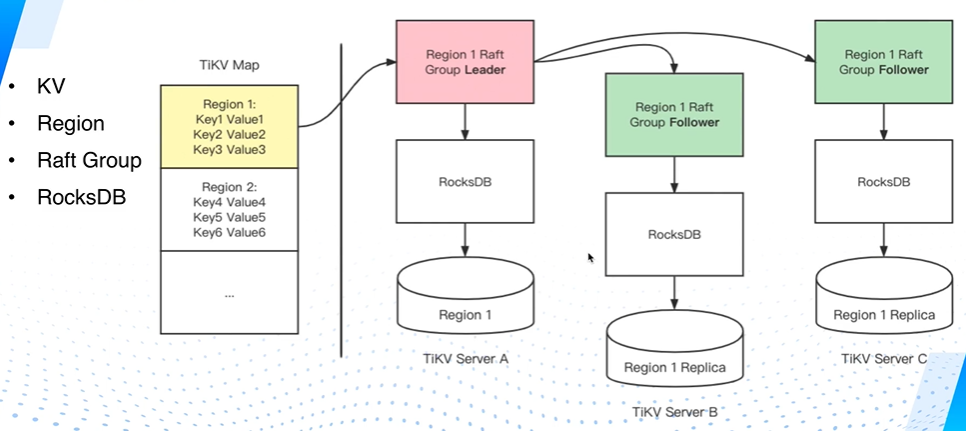 KV
Region
Raft Group
RocksDB
TiKV Map
Region 1:
Key1 Value1
Key2 Value2
Key3 Value3
Region 2:
Key4 Value4
Key5 Value5
Key6 Value6
...
Region 1 Raft
Group Leader
RocksDB
Region 1
TiKV Server A
Region 1 Raft
Group Follower
RocksDB
Region 1 Replica
TiKV Server B
Region 1 Raft
Group Follower
RocksDB
Region 1 Replica
TiKV Server C